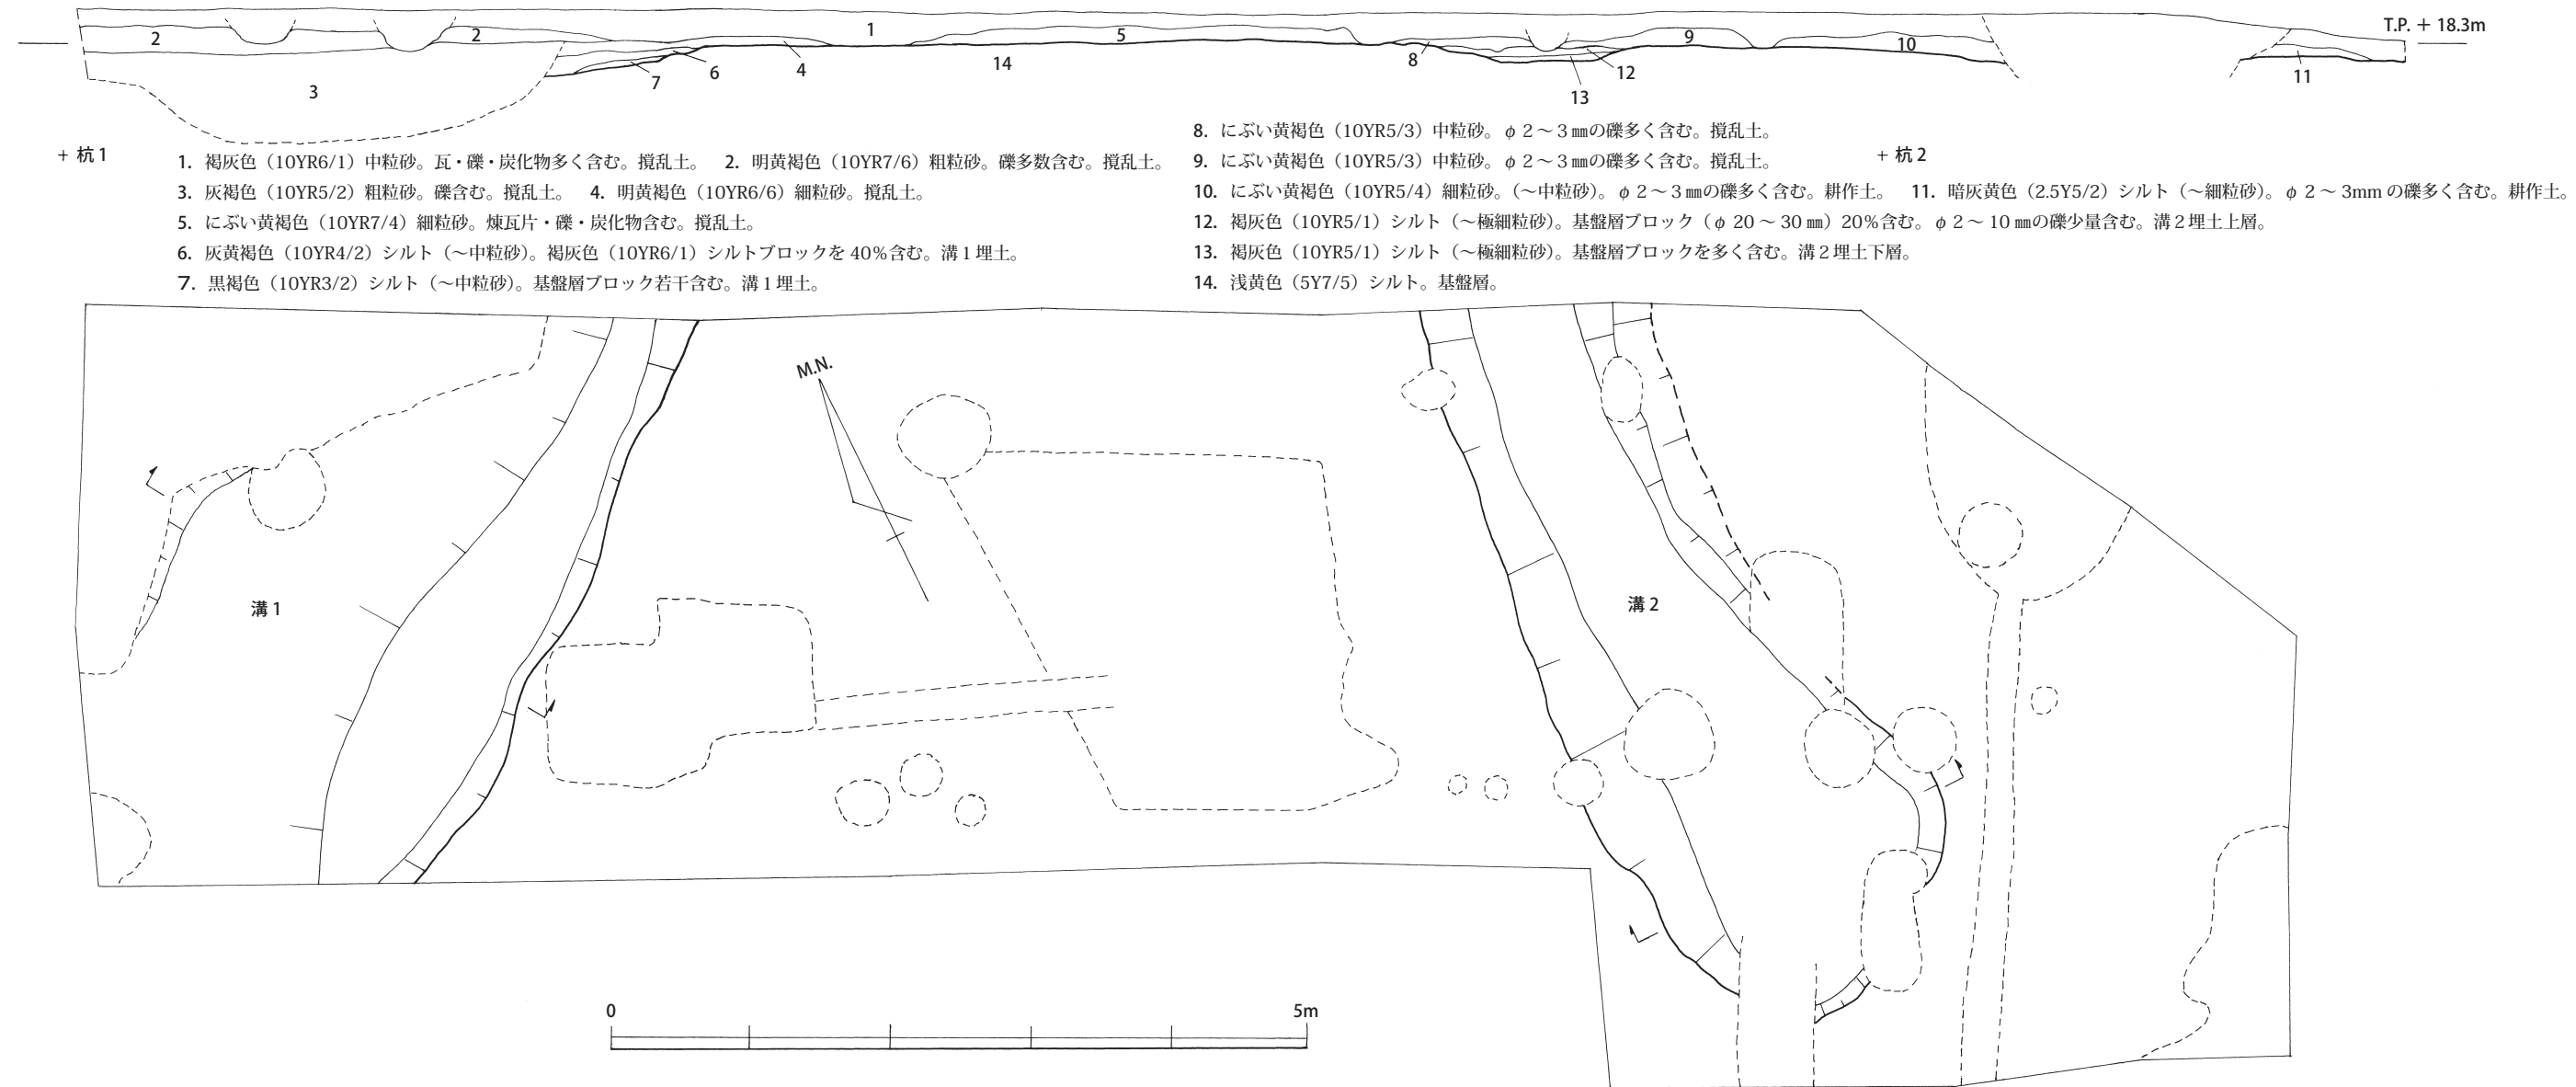 T.P. + 18.3m
2 2 1 5 9 10
8 12 11
7 6 4 14 13
3
+ 杭1
+ 杭2
1. 褐灰色（10YR6/1）中粒砂。瓦・礫・炭化物多く含む。撹乱土。 2. 明黄褐色（10YR7/6）粗粒砂。礫多数含む。撹乱土。
3. 灰褐色（10YR5/2）粗粒砂。礫含む。撹乱土。 4. 明黄褐色（10YR6/6）細粒砂。撹乱土。
5. にぶい黄褐色（10YR7/4）細粒砂。煉瓦片・礫・炭化物含む。撹乱土。
6. 灰黄褐色（10YR4/2）シルト（～中粒砂）。褐灰色（10YR6/1）シルトブロックを 40%含む。溝1埋土。
7. 黒褐色（10YR3/2）シルト（～中粒砂）。基盤層ブロック若干含む。溝1埋土。
8. にぶい黄褐色（10YR5/3）中粒砂。φ 2～3㎜の礫多く含む。撹乱土。
9. にぶい黄褐色（10YR5/3）中粒砂。φ 2～3㎜の礫多く含む。撹乱土。
10. にぶい黄褐色（10YR5/4）細粒砂。（～中粒砂）。φ 2～3㎜の礫多く含む。耕作土。 11. 暗灰黄色（2.5Y5/2）シルト（～細粒砂）。φ 2～3mm の礫多く含む。耕作土。
12. 褐灰色（10YR5/1）シルト（～極細粒砂）。基盤層ブロック（φ 20～30㎜）20%含む。φ 2～10㎜の礫少量含む。溝2埋土上層。
13. 褐灰色（10YR5/1）シルト（～極細粒砂）。基盤層ブロックを多く含む。溝2埋土下層。
14. 浅黄色（5Y7/5）シルト。基盤層。
M.N.
溝1
溝2
0 5m